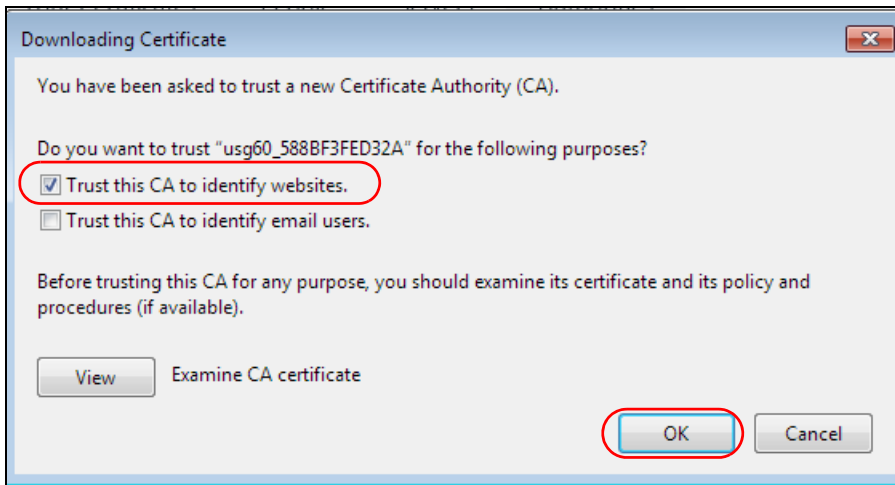 Downloading Certificate
You have been asked to trust a new Certificate Authority (CA).
Do you want to trust "usg60_588BF3FED32A" for the following purposes?
Trust this CA to identify websites.
Trust this CA to identify email users.
Before trusting this CA for any purpose, you should examine its certificate and its policy and
procedures (if available).
View Examine CA certificate
OK Cancel